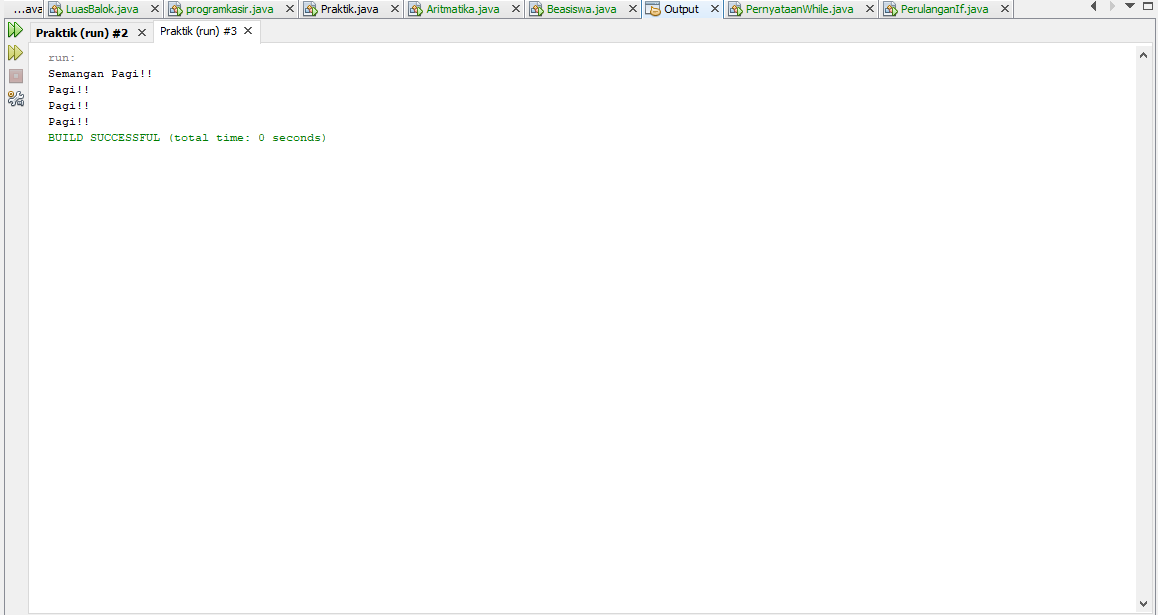 ...ava LuasBalok.java programkasir.java Praktik.java Aritmatika.java Beasiswa.java Output PernyataanWhile.java PerulanganIf.java
Praktik (run) #2 Praktik (run) #3
run:
Semangan Pagi!!
Pagi!!
Pagi!!
Pagi!!
BUILD SUCCESSFUL (total time: 0 seconds)